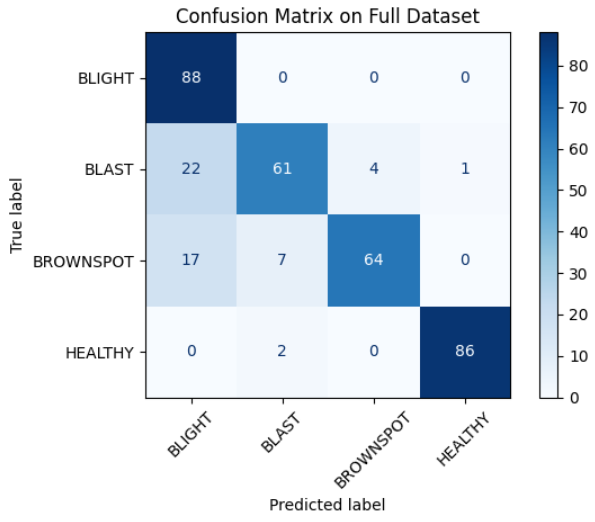 Confusion Matrix on Full Dataset
True label
BLIGHT 88 0 0 0
BLAST 22 61 4 1
BROWNSPOT 17 7 64 0
HEALTHY 0 2 0 86
BLIGHT BLAST BROWNSPOT HEALTHY
Predicted label
80
70
60
50
40
30
20
10
0